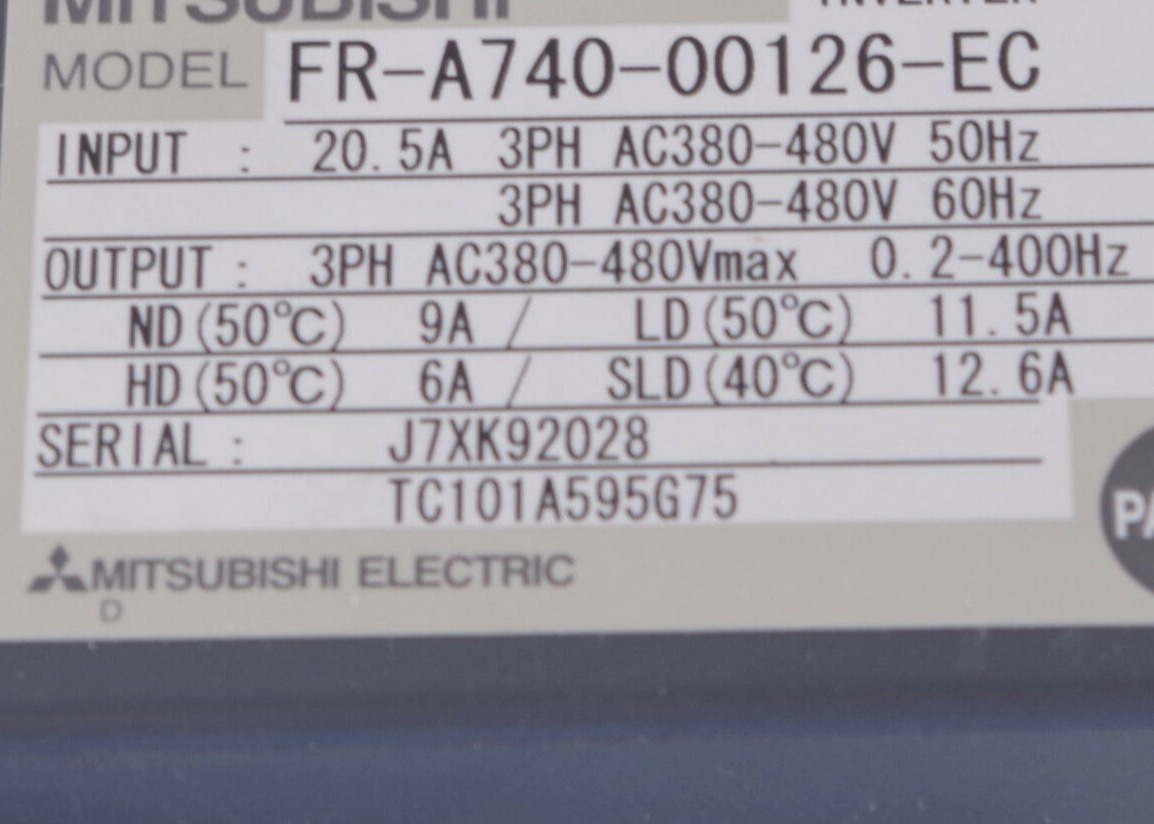 MITSUBISHI INVERTER
MODEL FR-A740-00126-EC
INPUT : 20.5A 3PH AC380-480V 50Hz
3PH AC380-480V 60Hz
OUTPUT : 3PH AC380-480Vmax 0.2-400Hz
ND(50℃) 9A / LD(50℃) 11.5A
HD(50℃) 6A / SLD(40℃) 12.6A
SERIAL : J7XK92028
TC101A595G75
MITSUBISHI ELECTRIC
D